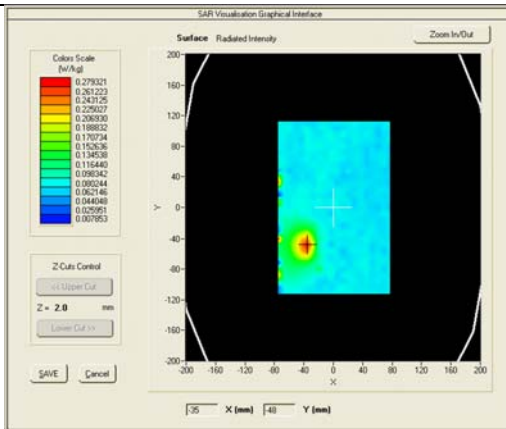 SAR Visualisation Graphical Interface
Surface Radiated Intensity
Zoom In/Out
Colors Scale
(W/kg)
0.279321
0.261223
0.243125
0.225027
0.206930
0.188832
0.170734
0.152636
0.134538
0.116440
0.098342
0.080244
0.062146
0.044048
0.025951
0.007853
Z-Cuts Control
<< Upper Cut
Z = 2.0 mm
Lower Cut >>
SAVE Cancel
200
160
120
80
40
0
-40
-80
-120
-160
-200
Y
-200 -160 -120 -80 -40 0 40 80 120 160 200
X
-35 X (mm) -48 Y (mm)